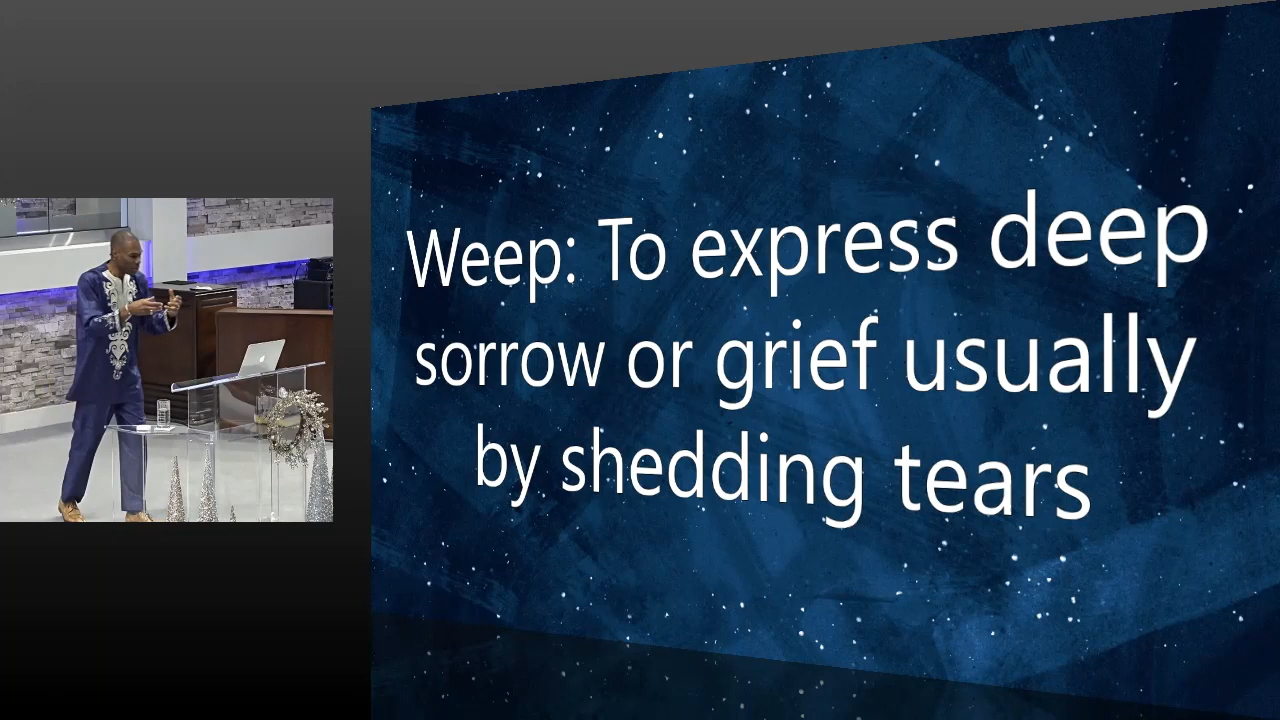 Weep: To express deep
sorrow or grief usually
by shedding tears